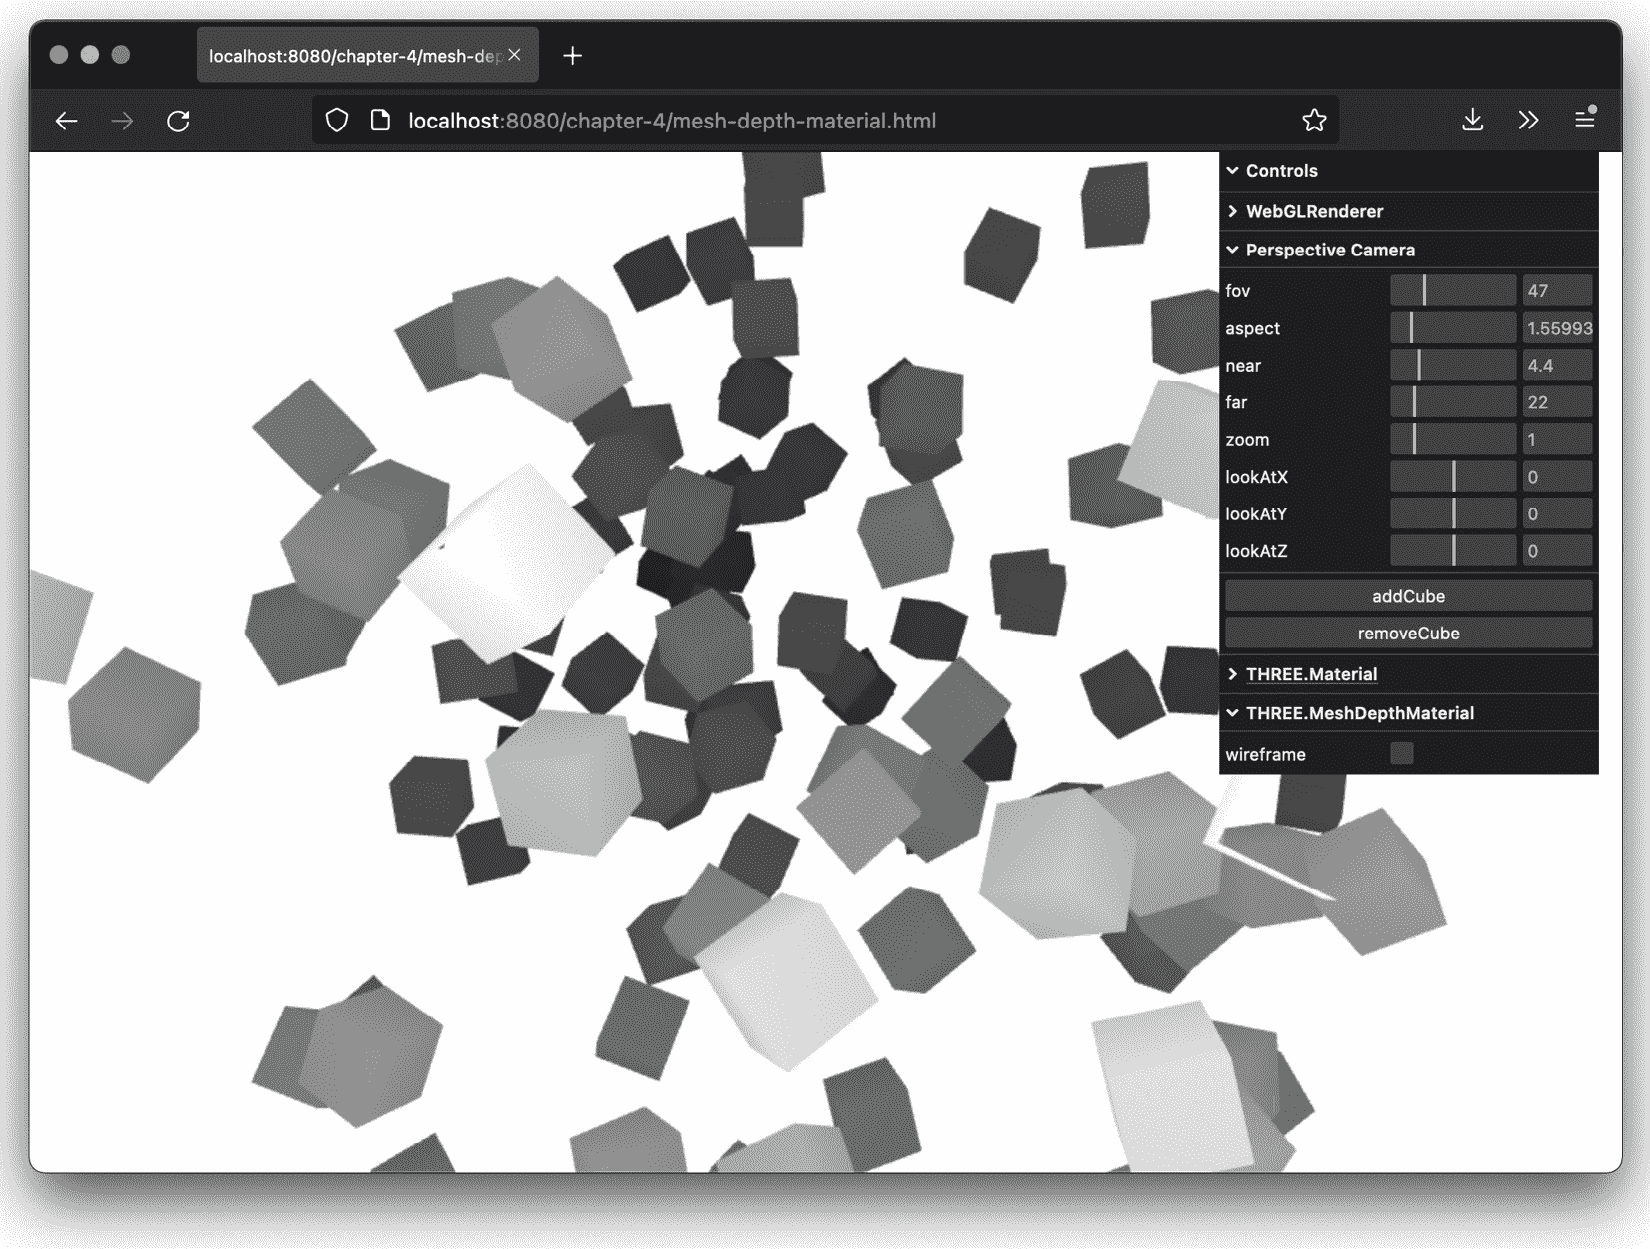 localhost:8080/chapter-4/mesh-dep
localhost:8080/chapter-4/mesh-depth-material.html
Controls
WebGLRenderer
Perspective Camera
fov 47
aspect 1.55993
near 4.4
far 22
zoom 1
lookAtX 0
lookAtY 0
lookAtZ 0
addCube
removeCube
THREE.Material
THREE.MeshDepthMaterial
wireframe